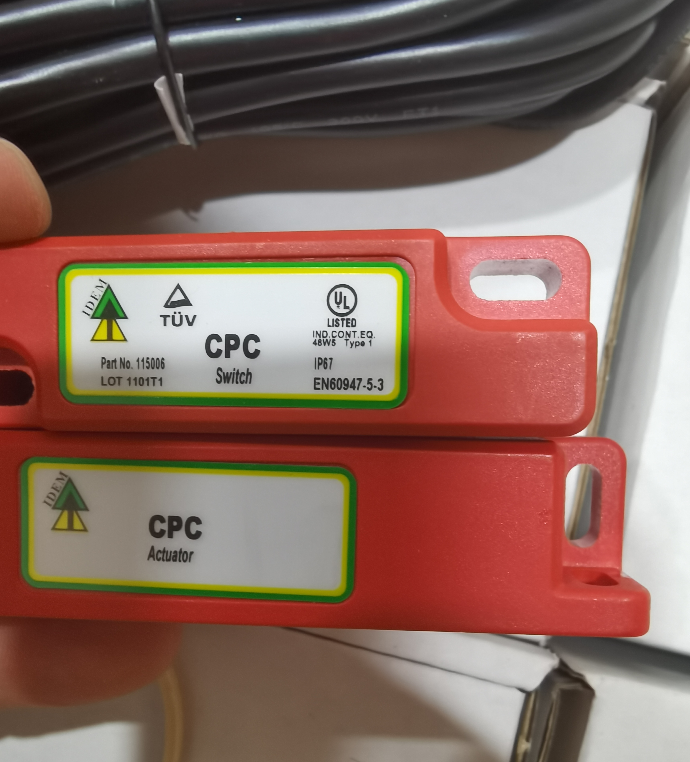 IDEM
TÜV
UL
LISTED
IND.CONT.EQ.
48W5 Type 1
CPC
Switch
Part No. 115006
LOT 1101T1
IP67
EN60947-5-3
IDEM
CPC
Actuator